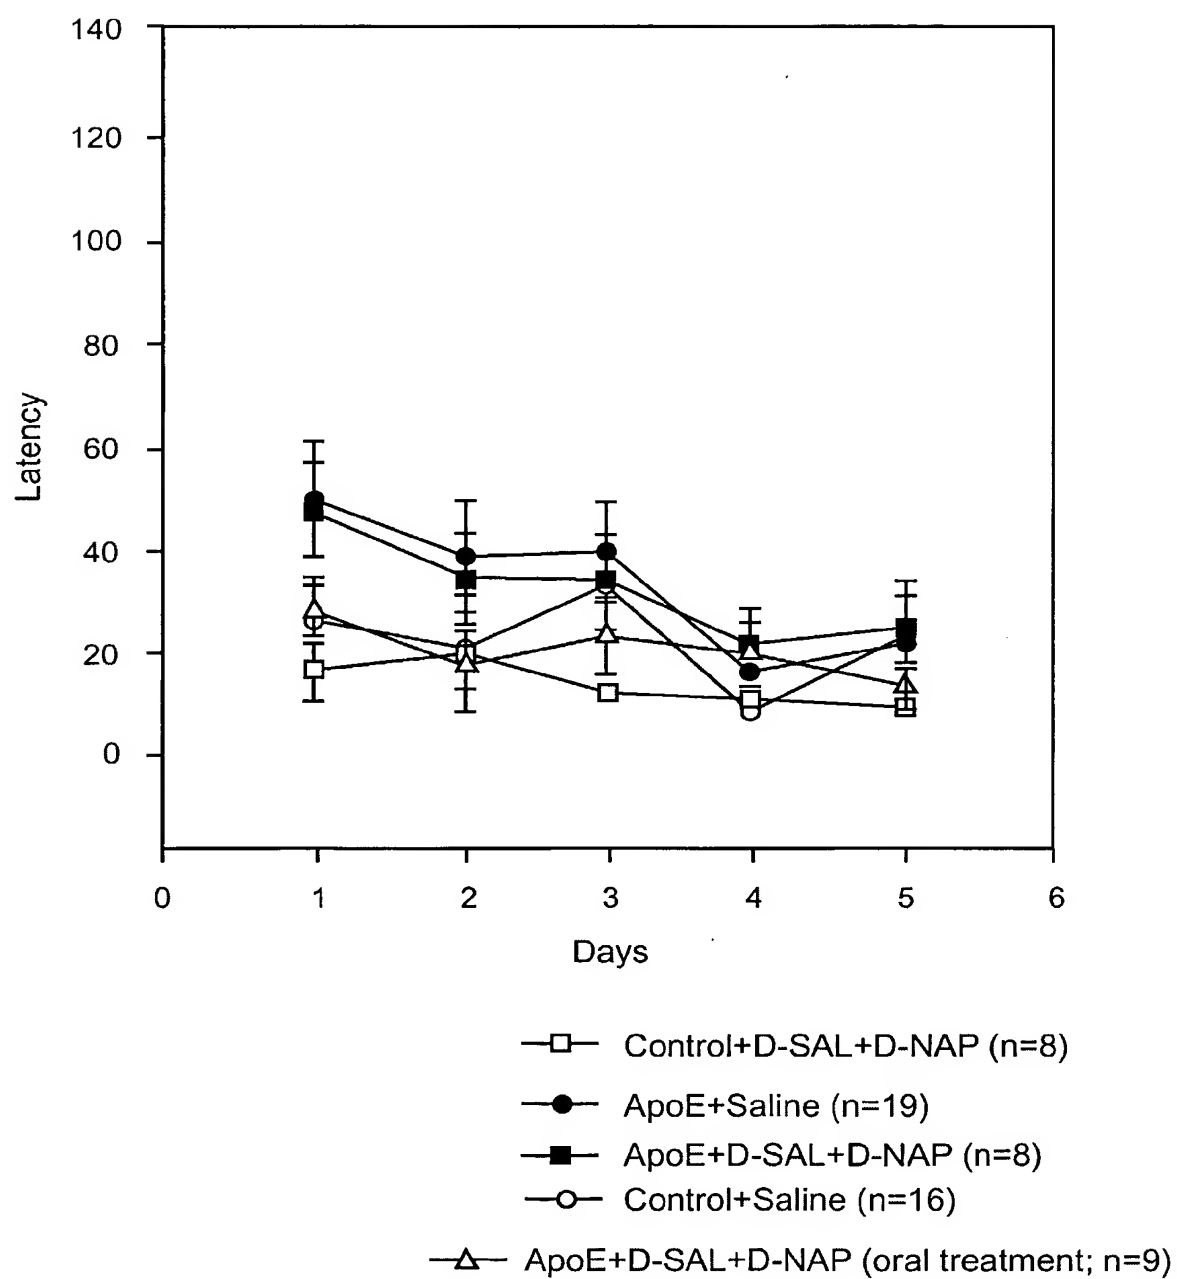 140
120
100
80
60
40
20
0
Latency
0 1 2 3 4 5 6
Days
Control+D-SAL+D-NAP (n=8)
ApoE+Saline (n=19)
ApoE+D-SAL+D-NAP (n=8)
Control+Saline (n=16)
ApoE+D-SAL+D-NAP (oral treatment; n=9)